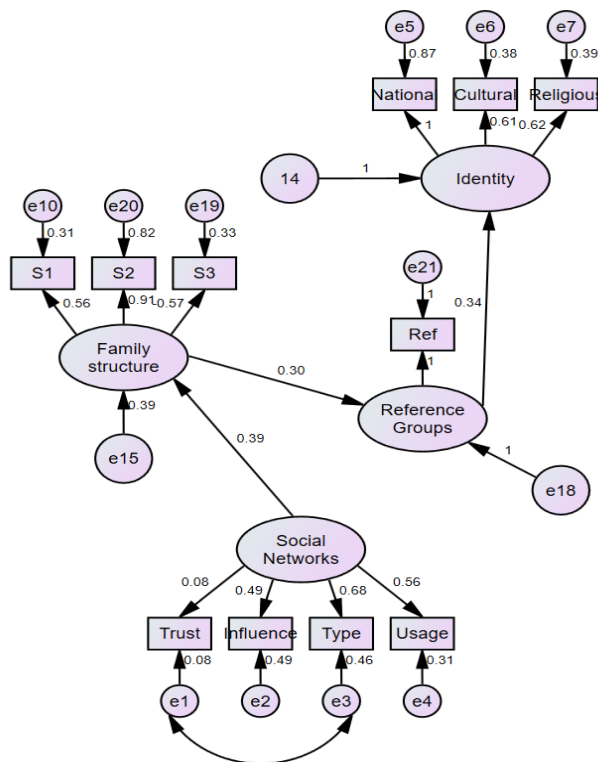 e5
e6
e7
0.87
0.38
0.39
National
Cultural
Religious
1
0.61
0.62
14
1
Identity
e10
e20
e19
0.31
0.82
0.33
S1
S2
S3
0.56
0.91
-0.57
e21
1
Ref
1
0.34
Family
structure
0.30
Reference
Groups
0.39
e15
0.39
1
e18
Social
Networks
0.08
0.49
0.68
0.56
Trust
Influence
Type
Usage
0.08
0.49
0.46
0.31
e1
e2
e3
e4